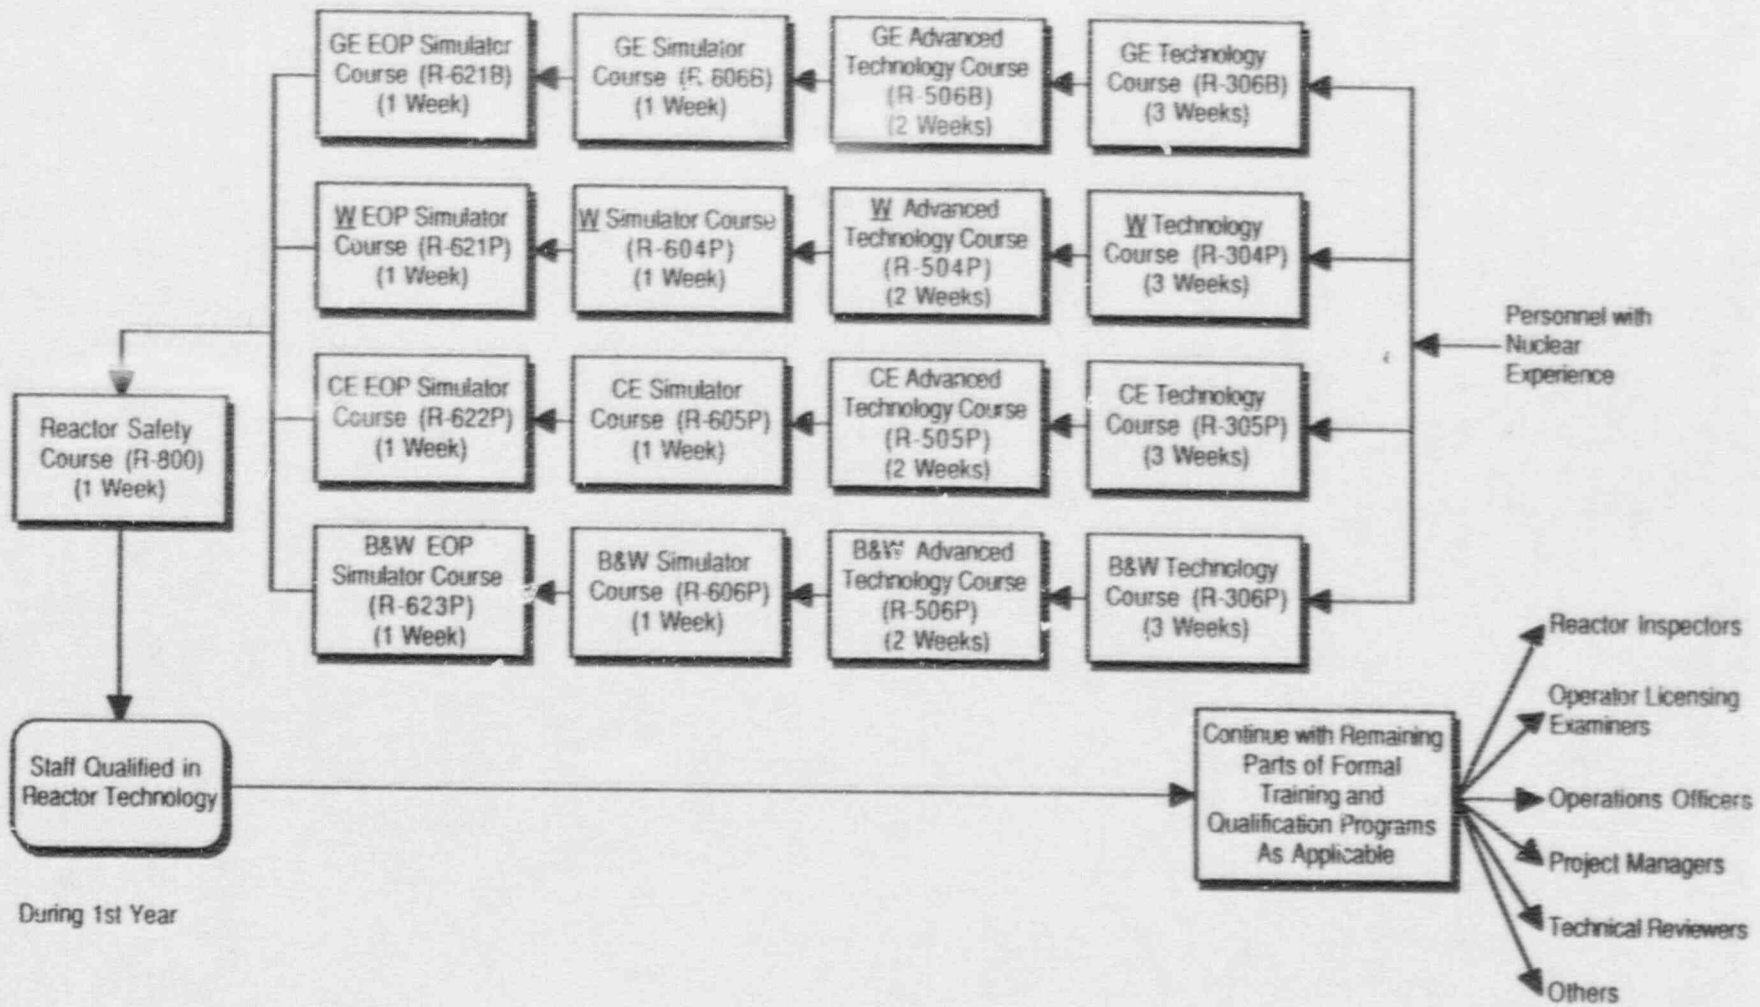 GE EOP Simulator
Course (R-621B)
(1 Week)
GE Simulator
Course (R-606B)
(1 Week)
GE Advanced
Technology Course
(R-506B)
(2 Weeks)
GE Technology
Course (R-306B)
(3 Weeks)
W EOP Simulator
Course (R-621P)
(1 Week)
W Simulator Course
(R-604P)
(1 Week)
W Advanced
Technology Course
(R-504P)
(2 Weeks)
W Technology
Course (R-304P)
(3 Weeks)
Personnel with
Nuclear
Experience
CE EOP Simulator
Course (R-622P)
(1 Week)
CE Simulator
Course (R-605P)
(1 Week)
CE Advanced
Technology Course
(R-505P)
(2 Weeks)
CE Technology
Course (R-305P)
(3 Weeks)
Reactor Safety
Course (R-800)
(1 Week)
B&W EOP
Simulator Course
(R-623P)
(1 Week)
B&W Simulator
Course (R-606P)
(1 Week)
B&W Advanced
Technology Course
(R-506P)
(2 Weeks)
B&W Technology
Course (R-306P)
(3 Weeks)
Staff Qualified in
Reactor Technology
Continue with Remaining
Parts of Formal
Training and
Qualification Programs
As Applicable
Reactor Inspectors
Operator Licensing
Examiners
Operations Officers
Project Managers
Technical Reviewers
Others
During 1st Year